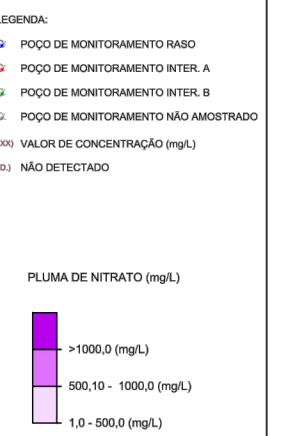 LEGENDA:
POÇO DE MONITORAMENTO RASO
POÇO DE MONITORAMENTO INTER. A
POÇO DE MONITORAMENTO INTER. B
POÇO DE MONITORAMENTO NÃO AMOSTRADO
XX) VALOR DE CONCENTRAÇÃO (mg/L)
D.) NÃO DETECTADO
PLUMA DE NITRATO (mg/L)
>1000,0 (mg/L)
500,10 - 1000,0 (mg/L)
1,0 - 500,0 (mg/L)